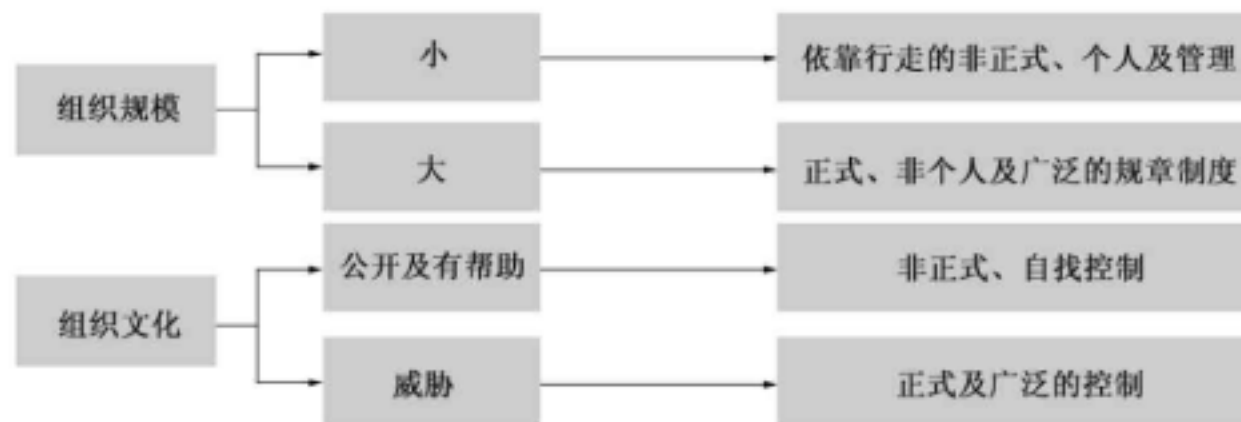 小
依靠行走的非正式、个人及管理
组织规模
大
正式、非个人及广泛的规章制度
公开及有帮助
非正式、自找控制
组织文化
威胁
正式及广泛的控制